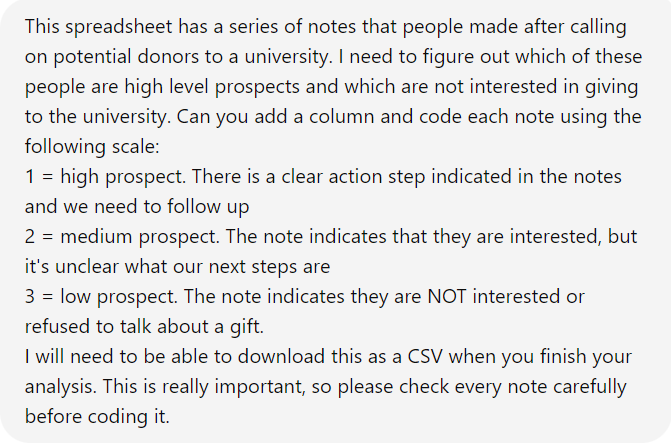 This spreadsheet has a series of notes that people made after calling
on potential donors to a university. I need to figure out which of these
people are high level prospects and which are not interested in giving
to the university. Can you add a column and code each note using the
following scale:
1 = high prospect. There is a clear action step indicated in the notes
and we need to follow up
2 = medium prospect. The note indicates that they are interested, but
it's unclear what our next steps are
3 = low prospect. The note indicates they are NOT interested or
refused to talk about a gift.
I will need to be able to download this as a CSV when you finish your
analysis. This is really important, so please check every note carefully
before coding it.